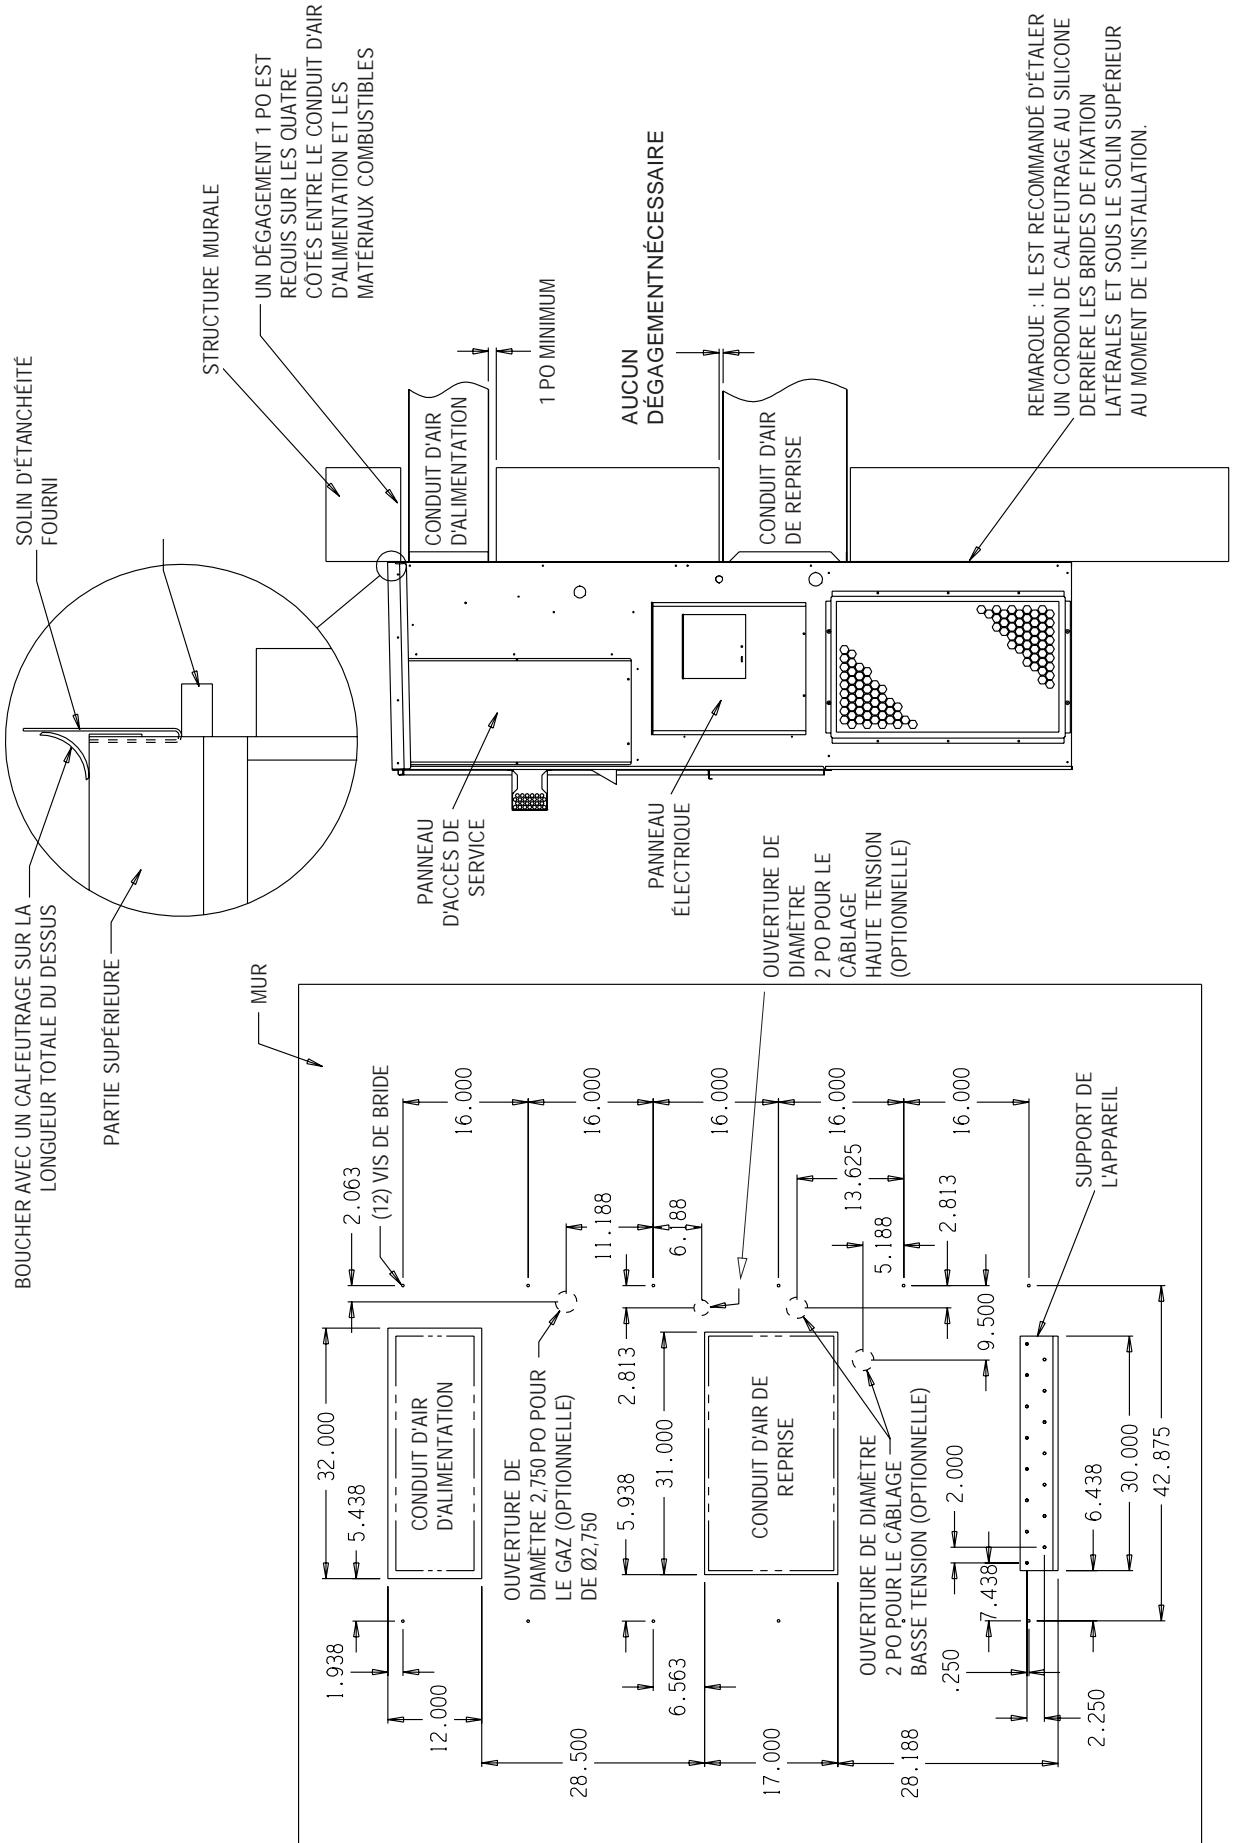 BOUCHER AVEC UN CALFEUTRAGE SUR LA
LONGUEUR TOTALE DU DESSUS
SOLIN D'ÉTANCHÉITÉ
FOURNI
PARTIE SUPÉRIEURE
STRUCTURE MURALE
UN DÉGAGEMENT 1 PO EST
REQUIS SUR LES QUATRE
CÔTÉS ENTRE LE CONDUIT D'AIR
D'ALIMENTATION ET LES
MATÉRIAUX COMBUSTIBLES
CONDUIT D'AIR
D'ALIMENTATION
1 PO MINIMUM
AUCUN
DÉGAGEMENTNÉCESSAIRE
CONDUIT D'AIR
DE REPRISE
REMARQUE : IL EST RECOMMANDÉ D'ÉTALER
UN CORDON DE CALFEUTRAGE AU SILICONE
DERRIÈRE LES BRIDES DE FIXATION
LATÉRALES ET SOUS LE SOLIN SUPÉRIEUR
AU MOMENT DE L'INSTALLATION.
PANNEAU
D'ACCÈS DE
SERVICE
PANNEAU
ÉLECTRIQUE
MUR
OUVERTURE DE
DIAMÈTRE
2 PO POUR LE
CÂBLAGE
HAUTE TENSION
(OPTIONNELLE)
1.938
12.000
5.438
32.000
2.063
(12) VIS DE BRIDE
16.000
CONDUIT D'AIR
D'ALIMENTATION
16.000
OUVERTURE DE
DIAMÈTRE 2,750 PO POUR
LE GAZ (OPTIONNELLE)
DE Ø2,750
11.188
28.500
5.938
2.813
6.563
31.000
6.188
16.000
CONDUIT D'AIR DE
REPRISE
17.000
16.000
13.625
OUVERTURE DE DIAMÈTRE
2 PO POUR LE CÂBLAGE
BASSE TENSION (OPTIONNELLE)
5.188
2.813
16.000
28.188
.250
7.438
2.000
9.500
SUPPORT DE
L'APPAREIL
2.250
6.438
30.000
42.875